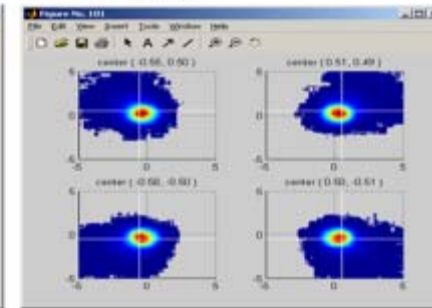 Figure No. 101
File Edit View Insert Tools Window Help
center ( -0.50, 0.50 ) center ( 0.51, 0.49 )
5 5
0 0
-5 -5
-5 0 5 -5 0 5
center ( -0.50, -0.50 ) center ( 0.50, -0.51 )
5 5
0 0
-5 -5
-5 0 5 -5 0 5